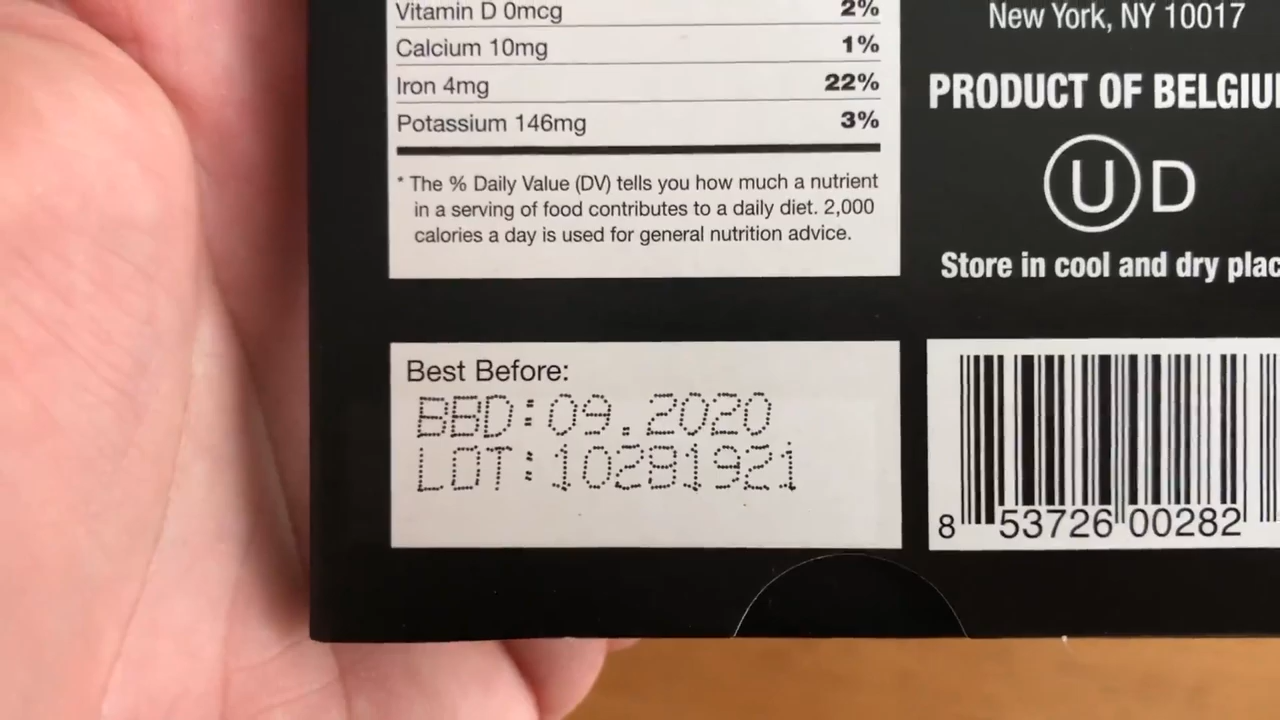 Vitamin D 0mcg 2%
Calcium 10mg 1%
Iron 4mg 22%
Potassium 146mg 3%
* The % Daily Value (DV) tells you how much a nutrient
in a serving of food contributes to a daily diet. 2,000
calories a day is used for general nutrition advice.
Best Before:
BBD:09.2020
LOT:10281921
New York, NY 10017
PRODUCT OF BELGIU
U D
Store in cool and dry plac
8 53726 00282